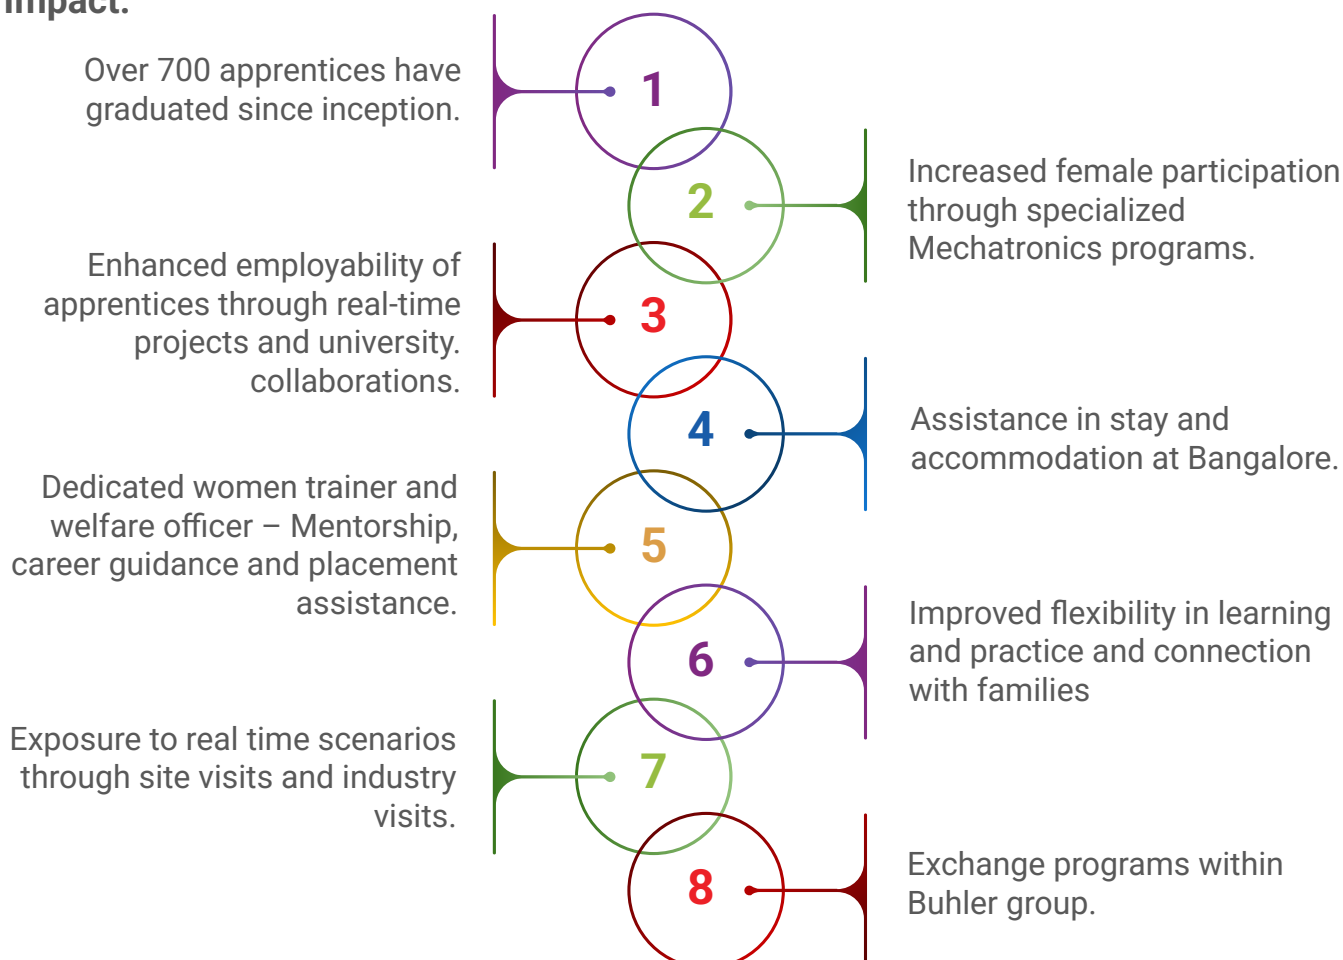 Impact:
1
Over 700 apprentices have
graduated since inception.
2
Increased female participation
through specialized
Mechatronics programs.
3
Enhanced employability of
apprentices through real-time
projects and university.
collaborations.
4
Assistance in stay and
accommodation at Bangalore.
5
Dedicated women trainer and
welfare officer – Mentorship,
career guidance and placement
assistance.
6
Improved flexibility in learning
and practice and connection
with families
7
Exposure to real time scenarios
through site visits and industry
visits.
8
Exchange programs within
Buhler group.